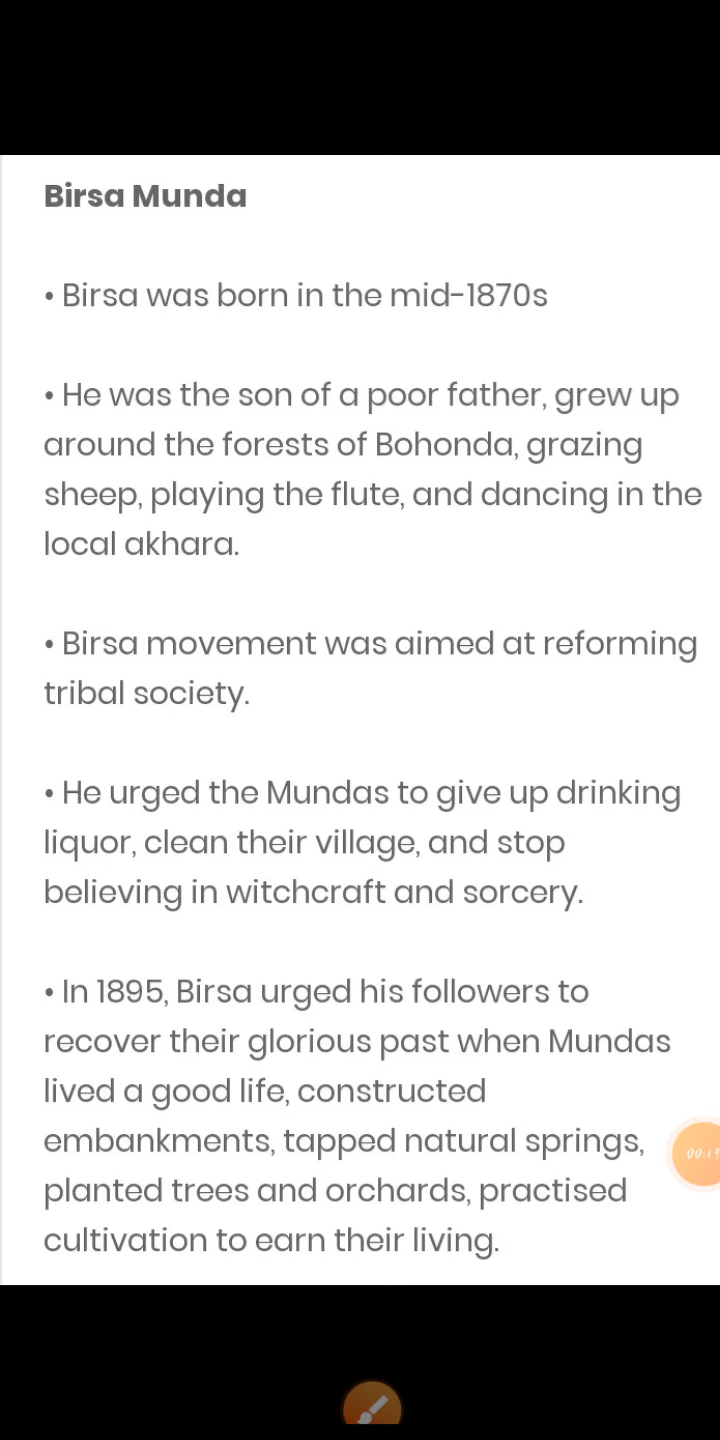 Birsa Munda
• Birsa was born in the mid-1870s
• He was the son of a poor father, grew up
around the forests of Bohonda, grazing
sheep, playing the flute, and dancing in the
local akhara.
• Birsa movement was aimed at reforming
tribal society.
• He urged the Mundas to give up drinking
liquor, clean their village, and stop
believing in witchcraft and sorcery.
• In 1895, Birsa urged his followers to
recover their glorious past when Mundas
lived a good life, constructed
embankments, tapped natural springs,
planted trees and orchards, practised
cultivation to earn their living.